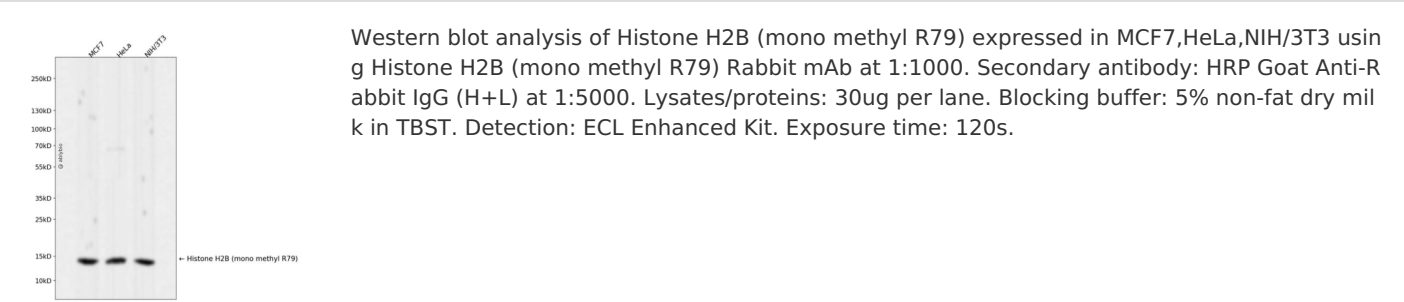 MCF7
HeLa
NIH/3T3
250kD
130kD
100kD
70kD
55kD
35kD
25kD
15kD
10kD
← Histone H2B (mono methyl R79)
Western blot analysis of Histone H2B (mono methyl R79) expressed in MCF7,HeLa,NIH/3T3 usin
g Histone H2B (mono methyl R79) Rabbit mAb at 1:1000. Secondary antibody: HRP Goat Anti-R
abbit IgG (H+L) at 1:5000. Lysates/proteins: 30ug per lane. Blocking buffer: 5% non-fat dry mil
k in TBST. Detection: ECL Enhanced Kit. Exposure time: 120s.